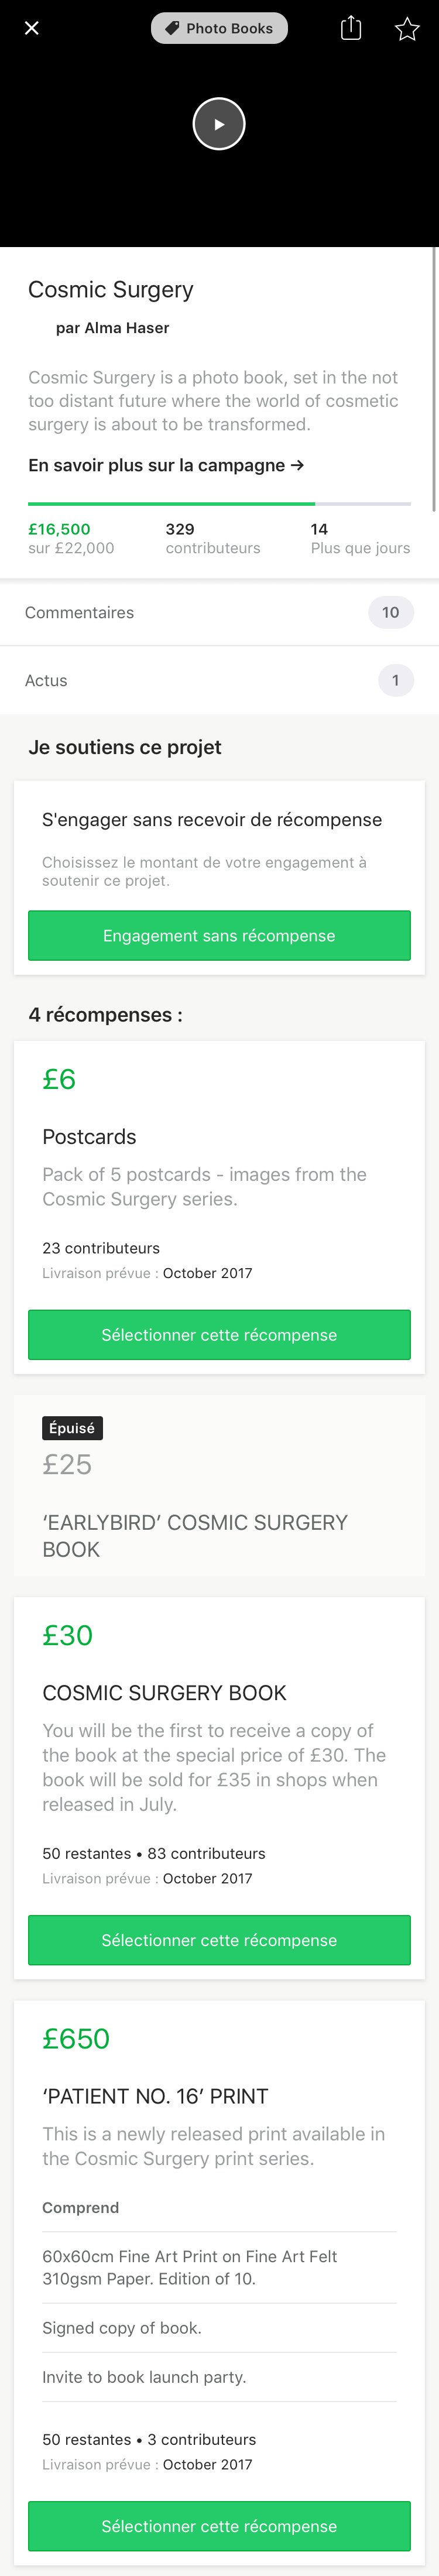 Photo Books
Cosmic Surgery
par Alma Haser
Cosmic Surgery is a photo book, set in the not
too distant future where the world of cosmetic
surgery is about to be transformed.
En savoir plus sur la campagne →
£16,500
sur £22,000
329
contributeurs
14
Plus que jours
Commentaires
10
Actus
1
Je soutiens ce projet
S'engager sans recevoir de récompense
Choisissez le montant de votre engagement à
soutenir ce projet.
Engagement sans récompense
4 récompenses :
£6
Postcards
Pack of 5 postcards - images from the
Cosmic Surgery series.
23 contributeurs
Livraison prévue : October 2017
Sélectionner cette récompense
Épuisé
£25
‘EARLYBIRD’ COSMIC SURGERY
BOOK
£30
COSMIC SURGERY BOOK
You will be the first to receive a copy of
the book at the special price of £30. The
book will be sold for £35 in shops when
released in July.
50 restantes • 83 contributeurs
Livraison prévue : October 2017
Sélectionner cette récompense
£650
‘PATIENT NO. 16’ PRINT
This is a newly released print available in
the Cosmic Surgery print series.
Comprend
60x60cm Fine Art Print on Fine Art Felt
310gsm Paper. Edition of 10.
Signed copy of book.
Invite to book launch party.
50 restantes • 3 contributeurs
Livraison prévue : October 2017
Sélectionner cette récompense